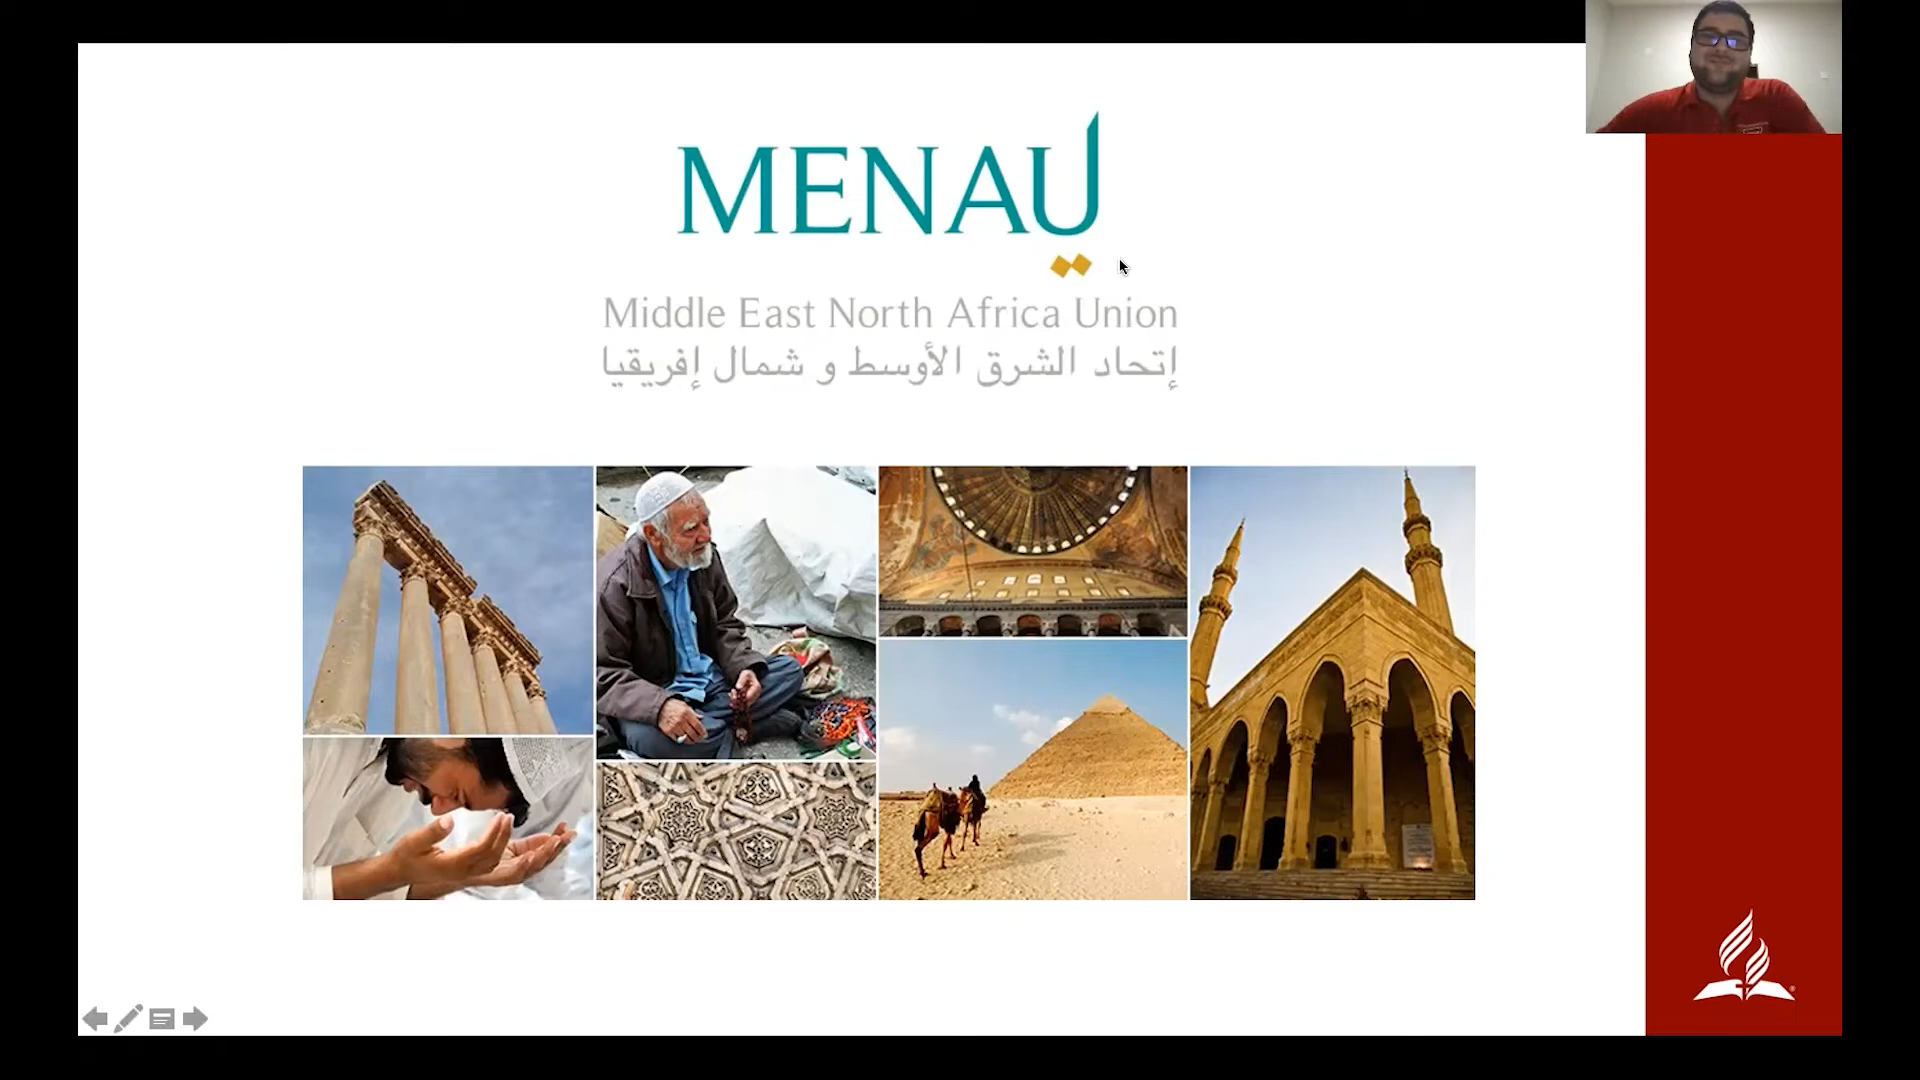 MENAU
Middle East North Africa Union
إتحاد الشرق الأوسط و شمال إفريقيا